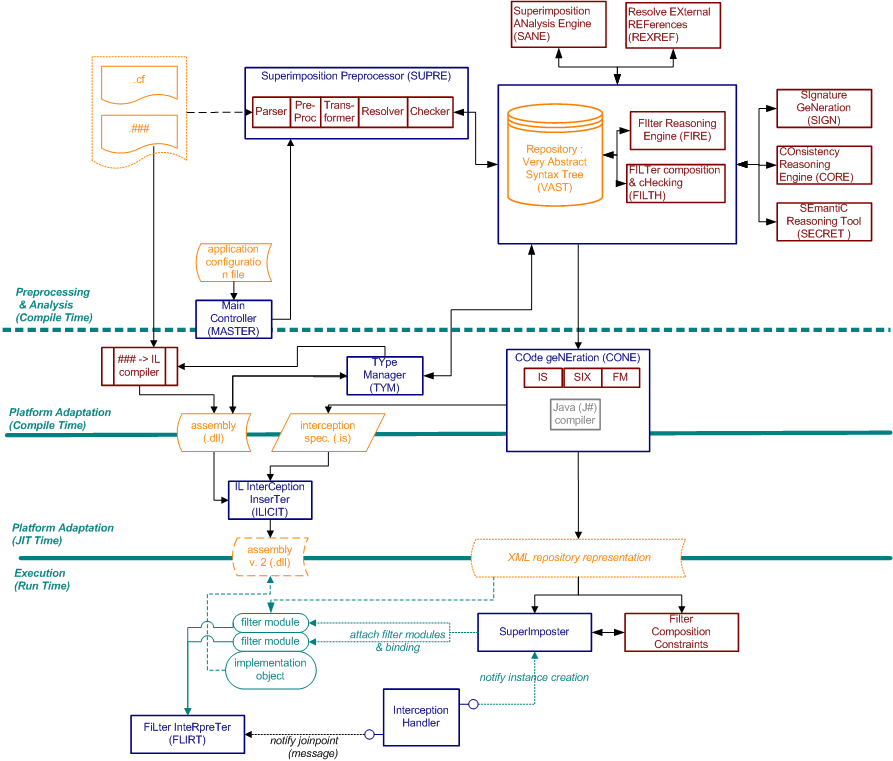 Superimposition
ANalysis Engine
(SANE)
Resolve EXternal
REFerences
(REXREF)
.cf
.###
Superimposition Preprocessor (SUPRE)
Parser
Pre-
Proc
Trans-
former
Resolver
Checker
Repository :
Very Abstract
Syntax Tree
(VAST)
FIlter Reasoning
Engine (FIRE)
FILTer composition
& cHecking
(FILTH)
SIgnature
GeNeration
(SIGN)
COnsistency
Reasoning
Engine (CORE)
SEmantiC
Reasoning Tool
(SECRET )
application
configuratio
n file
Main
Controller
(MASTER)
Preprocessing
& Analysis
(Compile Time)
### -> IL
compiler
TYpe
Manager
(TYM)
COde geNEration (CONE)
IS
SIX
FM
Java (J#)
compiler
Platform Adaptation
(Compile Time)
assembly
(.dll)
interception
spec. (.is)
IL InterCeption
InserTer
(ILICIT)
Platform Adaptation
(JIT Time)
assembly
v. 2 (.dll)
XML repository representation
Execution
(Run Time)
filter module
filter module
implementation
object
attach filter modules
& binding
SuperImposter
Filter
Composition
Constraints
notify instance creation
Interception
Handler
FiLter InteRpreTer
(FLIRT)
notify joinpoint
(message)